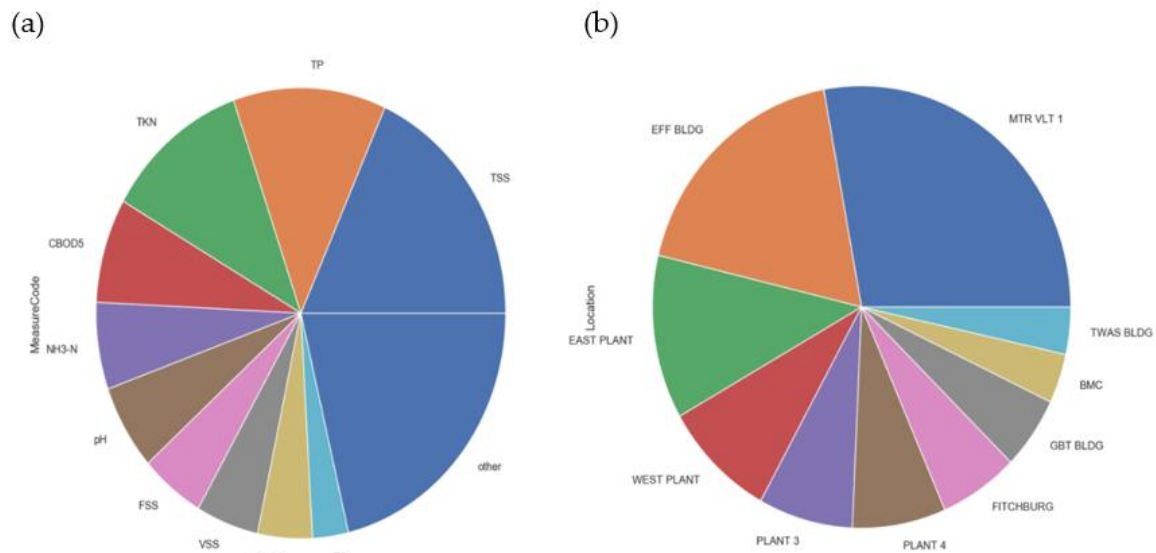 (a)
TP
TKN
TSS
CBOD5
MeasureCode
NH3-N
pH
other
FSS
VSS
(b)
MTR VLT 1
EFF BLDG
Location
EAST PLANT
TWAS BLDG
BMC
GBT BLDG
WEST PLANT
FITCHBURG
PLANT 3
PLANT 4